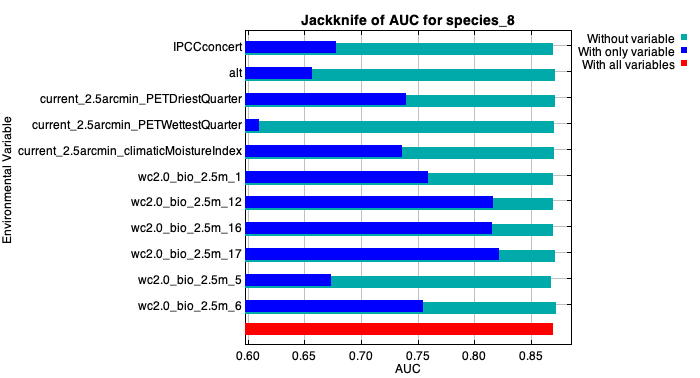 Jackknife of AUC for species_8
Without variable
With only variable
With all variables
Environmental Variable
IPCCconcert
alt
current_2.5arcmin_PETDriestQuarter
current_2.5arcmin_PETWettestQuarter
current_2.5arcmin_climaticMoistureIndex
wc2.0_bio_2.5m_1
wc2.0_bio_2.5m_12
wc2.0_bio_2.5m_16
wc2.0_bio_2.5m_17
wc2.0_bio_2.5m_5
wc2.0_bio_2.5m_6
0.60 0.65 0.70 0.75 0.80 0.85
AUC